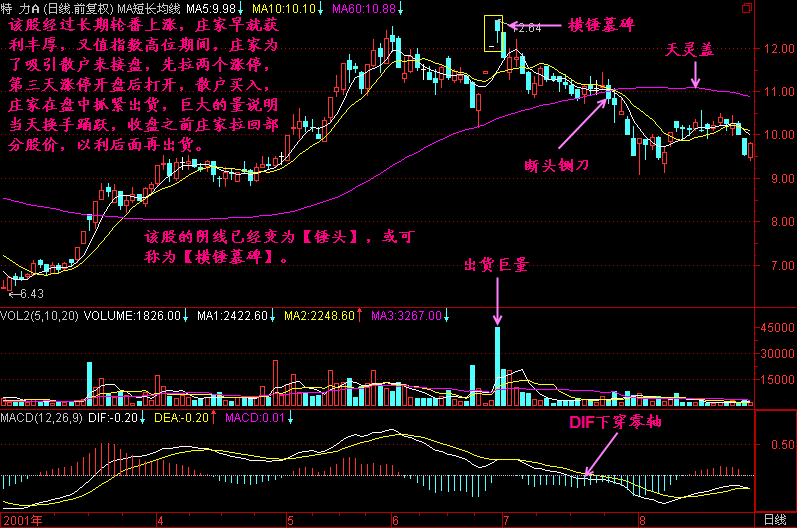 特 力A (日线.前复权) MA短长均线 MA5:9.98↓ MA10:10.10↓ MA60:10.88↓
该股经过长期轮番上涨，庄家早就获
利丰厚，又值指数高位期间，庄家为
了吸引散户来接盘，先拉两个涨停，
第三天涨停开盘后打开，散户买入，
庄家在盘中抓紧出货，巨大的量说明
当天换手踊跃，收盘之前庄家拉回部
分股价，以利后面再出货。
12.64
横锤墓碑
天灵盖
断头铡刀
12.00
11.00
10.00
9.00
8.00
7.00
该股的阴线已经变为【锤头】，或可
称为【横锤墓碑】。
出货巨量
←6.43
VOL2(5,10,20) VOLUME:1826.00↓ MA1:2422.60↓ MA2:2248.60↑ MA3:3267.00↓
45000
30000
15000
MACD(12,26,9) DIF:-0.20↓ DEA:-0.20↑ MACD:0.01↓
DIF下穿零轴
0.50
2001年 4 5 6 7 8 日线